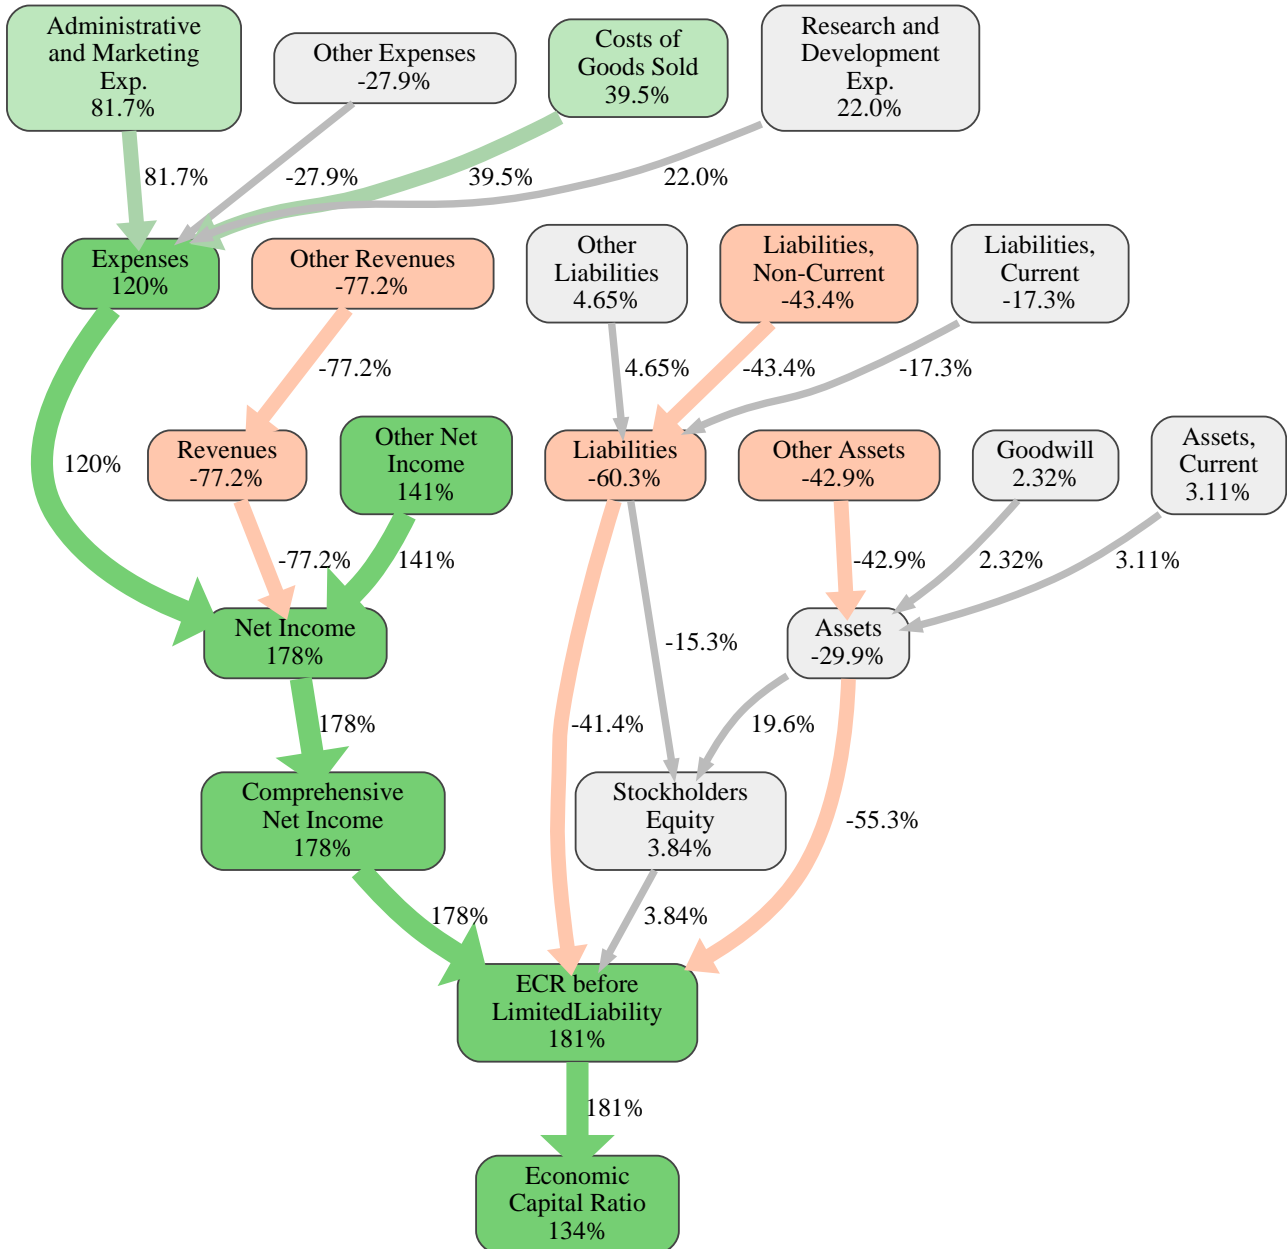 Administrative
and Marketing
Exp.
81.7%
Other Expenses
-27.9%
Costs of
Goods Sold
39.5%
Research and
Development
Exp.
22.0%
81.7%
-27.9%
39.5%
22.0%
Expenses
120%
Other Revenues
-77.2%
Other
Liabilities
4.65%
Liabilities,
Non-Current
-43.4%
Liabilities,
Current
-17.3%
-77.2%
4.65%
-43.4%
-17.3%
120%
Revenues
-77.2%
Other Net
Income
141%
Liabilities
-60.3%
Other Assets
-42.9%
Goodwill
2.32%
Assets,
Current
3.11%
-77.2%
141%
-42.9%
2.32%
3.11%
Net Income
178%
-15.3%
Assets
-29.9%
178%
-41.4%
19.6%
Comprehensive
Net Income
178%
Stockholders
Equity
3.84%
-55.3%
178%
3.84%
ECR before
LimitedLiability
181%
181%
Economic
Capital Ratio
134%